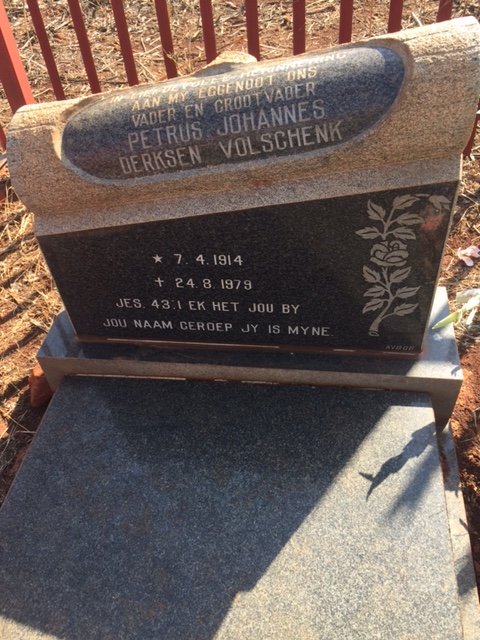 AAN MY EGGENOOT ONS
VADER EN GROOTVADER
PETRUS JOHANNES
DERKSEN VOLSCHENK
★ 7.4.1914
✝ 24.8.1979
JES. 43.1 EK HET JOU BY
JOU NAAM GEROEP JY IS MYNE.